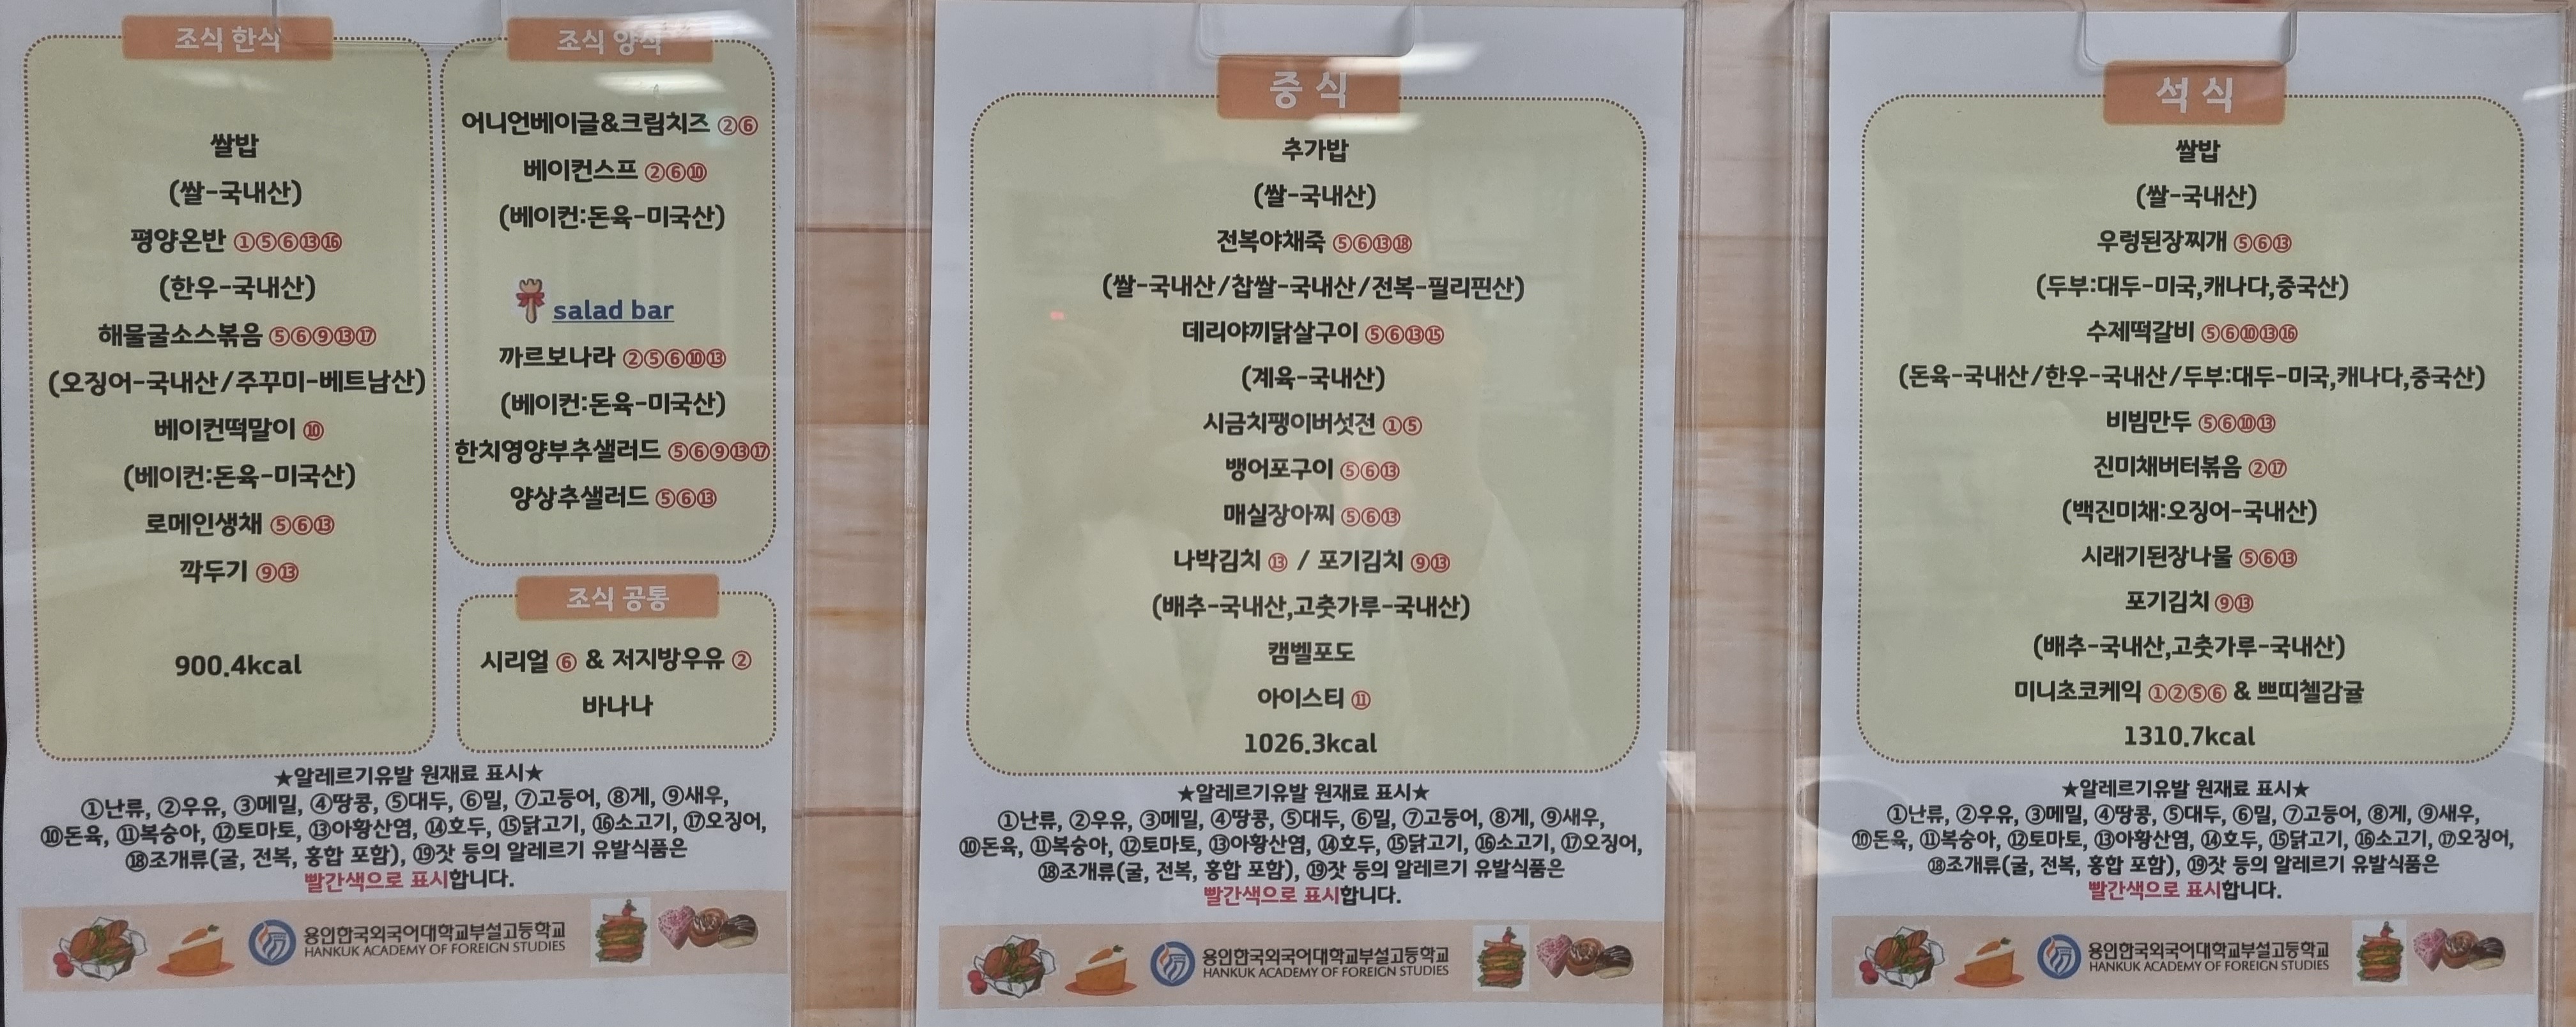 조식 한식
쌀밥
(쌀-국내산)
평양온반 ①⑤⑥⑬⑯
(한우-국내산)
해물굴소스볶음 ⑤⑥⑨⑬⑰
(오징어-국내산/주꾸미-베트남산)
베이컨떡말이 ⑩
(베이컨:돈육-미국산)
로메인생채 ⑤⑥⑬
깍두기 ⑨⑬
900.4kcal
조식 양식
어니언베이글&크림치즈 ②⑥
베이컨스프 ②⑥⑩
(베이컨:돈육-미국산)
salad bar
까르보나라 ②⑤⑥⑩⑬
(베이컨:돈육-미국산)
한치영양부추샐러드 ⑤⑥⑨⑬⑰
양상추샐러드 ⑤⑥⑬
조식 공통
시리얼 ⑥ & 저지방우유 ②
바나나
★알레르기유발 원재료 표시★
①난류, ②우유, ③메밀, ④땅콩, ⑤대두, ⑥밀, ⑦고등어, ⑧게, ⑨새우,
⑩돈육, ⑪복숭아, ⑫토마토, ⑬아황산염, ⑭호두, ⑮닭고기, ⑯소고기, ⑰오징어,
⑱조개류(굴, 전복, 홍합 포함), ⑲잣 등의 알레르기 유발식품은
빨간색으로 표시합니다.
용인한국외국어대학교부설고등학교
HANKUK ACADEMY OF FOREIGN STUDIES
중 식
추가밥
(쌀-국내산)
전복야채죽 ⑤⑥⑬⑱
(쌀-국내산/찹쌀-국내산/전복-필리핀산)
데리야끼닭살구이 ⑤⑥⑬⑮
(계육-국내산)
시금치팽이버섯전 ①⑤
뱅어포구이 ⑤⑥⑬
매실장아찌 ⑤⑥⑬
나박김치 ⑬ / 포기김치 ⑨⑬
(배추-국내산,고춧가루-국내산)
캠벨포도
아이스티 ⑪
1026.3kcal
★알레르기유발 원재료 표시★
①난류, ②우유, ③메밀, ④땅콩, ⑤대두, ⑥밀, ⑦고등어, ⑧게, ⑨새우,
⑩돈육, ⑪복숭아, ⑫토마토, ⑬아황산염, ⑭호두, ⑮닭고기, ⑯소고기, ⑰오징어,
⑱조개류(굴, 전복, 홍합 포함), ⑲잣 등의 알레르기 유발식품은
빨간색으로 표시합니다.
용인한국외국어대학교부설고등학교
HANKUK ACADEMY OF FOREIGN STUDIES
석 식
쌀밥
(쌀-국내산)
우렁된장찌개 ⑤⑥⑬
(두부:대두-미국,캐나다,중국산)
수제떡갈비 ⑤⑥⑩⑬⑯
(돈육-국내산/한우-국내산/두부:대두-미국,캐나다,중국산)
비빔만두 ⑤⑥⑩⑬
진미채버터볶음 ②⑰
(백진미채:오징어-국내산)
시래기된장나물 ⑤⑥⑬
포기김치 ⑨⑬
(배추-국내산,고춧가루-국내산)
미니초코케익 ①②⑤⑥ & 쁘띠첼감귤
1310.7kcal
★알레르기유발 원재료 표시★
①난류, ②우유, ③메밀, ④땅콩, ⑤대두, ⑥밀, ⑦고등어, ⑧게, ⑨새우,
⑩돈육, ⑪복숭아, ⑫토마토, ⑬아황산염, ⑭호두, ⑮닭고기, ⑯소고기, ⑰오징어,
⑱조개류(굴, 전복, 홍합 포함), ⑲잣 등의 알레르기 유발식품은
빨간색으로 표시합니다.
용인한국외국어대학교부설고등학교
HANKUK ACADEMY OF FOREIGN STUDIES